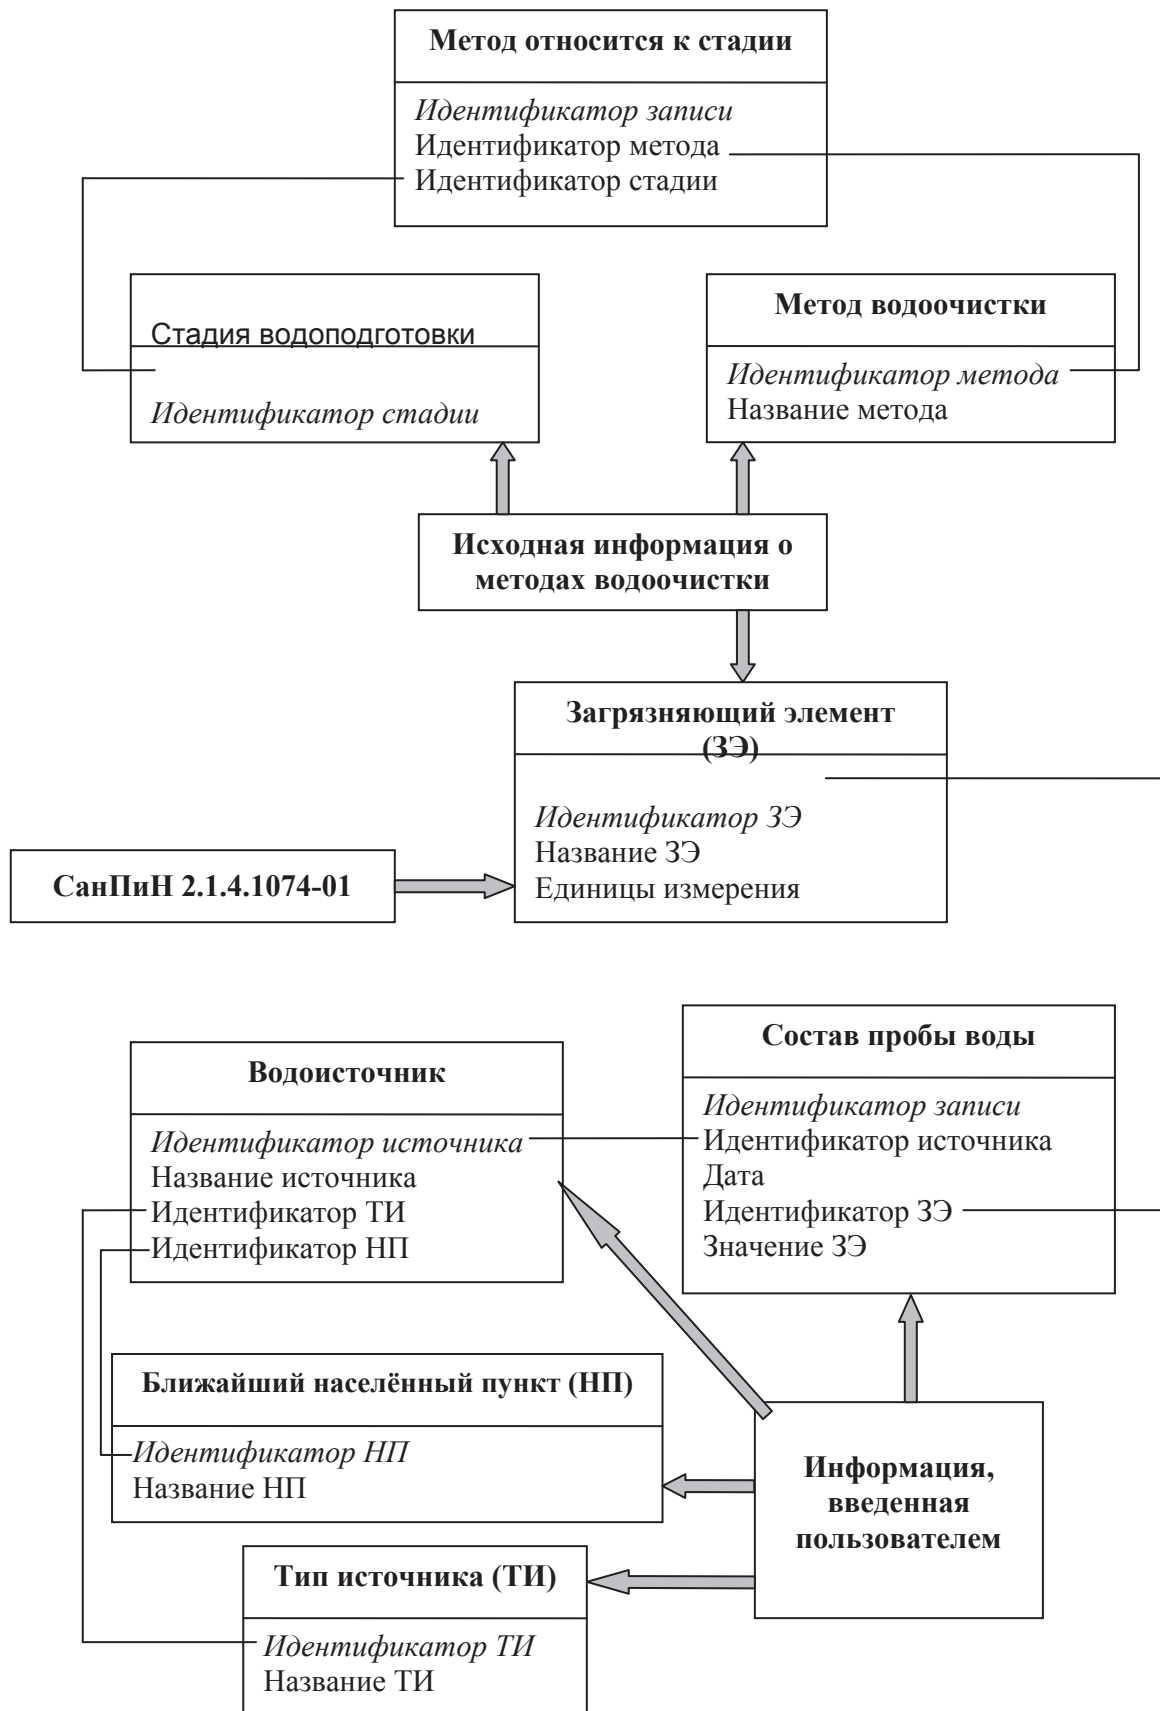 Метод относится к стадии
Идентификатор записи
Идентификатор метода
Идентификатор стадии
Стадия водоподготовки
Идентификатор стадии
Метод водоочистки
Идентификатор метода
Название метода
Исходная информация о
методах водоочистки
Загрязняющий элемент
(ЗЭ)
Идентификатор ЗЭ
Название ЗЭ
Единицы измерения
СанПиН 2.1.4.1074-01
Состав пробы воды
Идентификатор записи
Идентификатор источника
Дата
Идентификатор ЗЭ
Значение ЗЭ
Водоисточник
Идентификатор источника
Название источника
Идентификатор ТИ
Идентификатор НП
Ближайший населённый пункт (НП)
Идентификатор НП
Название НП
Информация,
введенная
пользователем
Тип источника (ТИ)
Идентификатор ТИ
Название ТИ